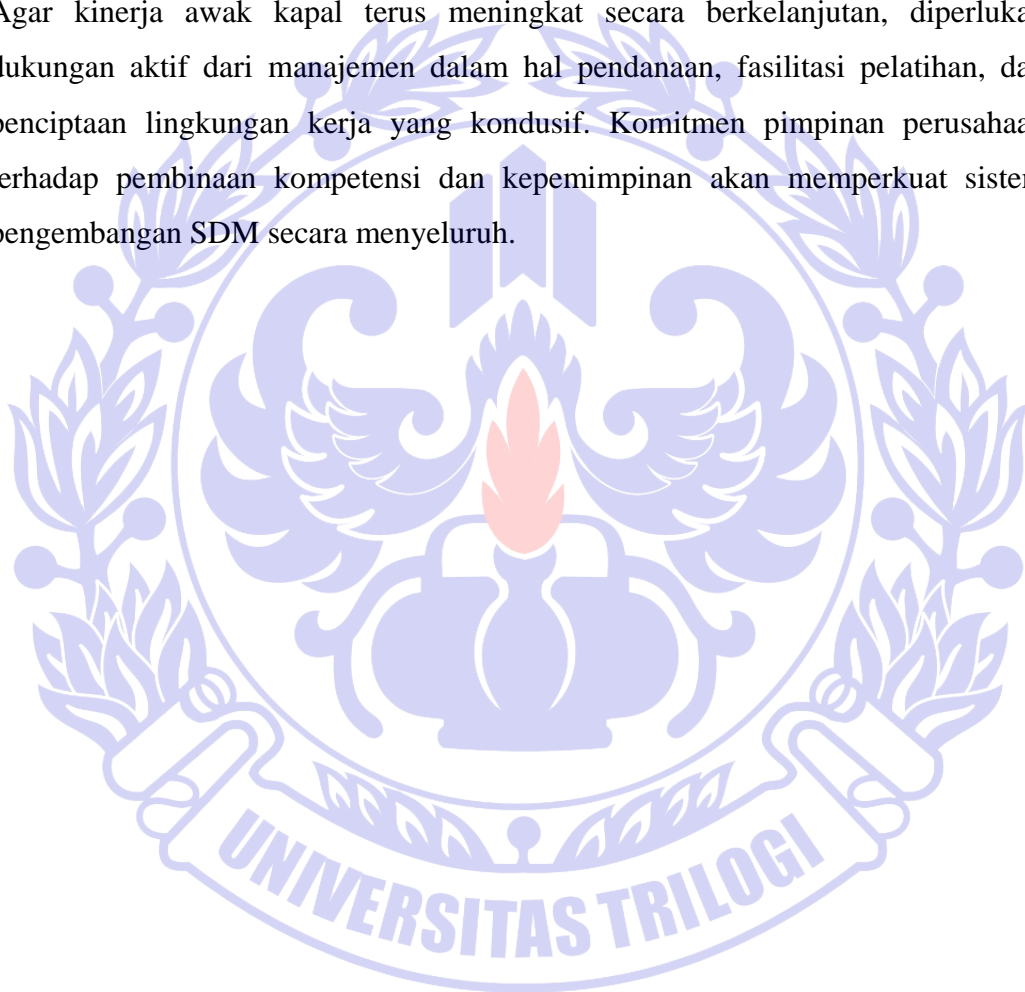 Agar kinerja awak kapal terus meningkat secara berkelanjutan, diperluka
dukungan aktif dari manajemen dalam hal pendanaan, fasilitasi pelatihan, da
penciptaan lingkungan kerja yang kondusif. Komitmen pimpinan perusahaa
terhadap pembinaan kompetensi dan kepemimpinan akan memperkuat siste
pengembangan SDM secara menyeluruh.
UNIVERSITAS TRILOGI